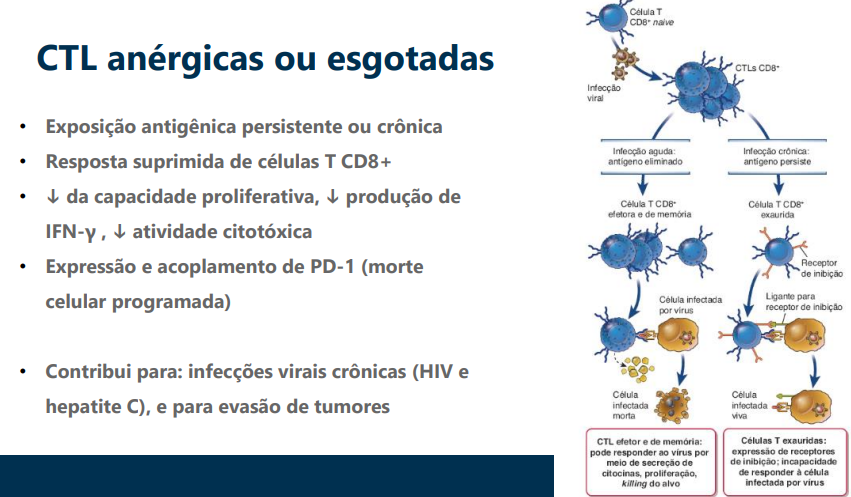 CTL anérgicas ou esgotadas
• Exposição antigênica persistente ou crônica
• Resposta suprimida de células T CD8+
• ↓ da capacidade proliferativa, ↓ produção de
IFN-γ , ↓ atividade citotóxica
• Expressão e acoplamento de PD-1 (morte
celular programada)
• Contribui para: infecções virais crônicas (HIV e
hepatite C), e para evasão de tumores
Célula T
CD8⁺ naive
Infecção
viral
CTLs CD8⁺
Infecção aguda:
antígeno eliminado
Infecção crônica:
antígeno persiste
Célula T CD8⁺
efetora e de memória
Célula T CD8⁺
exaurida
Receptor
de inibição
Célula infectada
por vírus
Ligante para
receptor de inibição
Célula
infectada
morta
Célula
infectada
viva
CTL efetor e de memória:
pode responder ao vírus por
meio de secreção de
citocinas, proliferação,
killing do alvo
Células T exauridas:
expressão de receptores
de inibição; incapacidade
de responder à célula
infectada por vírus